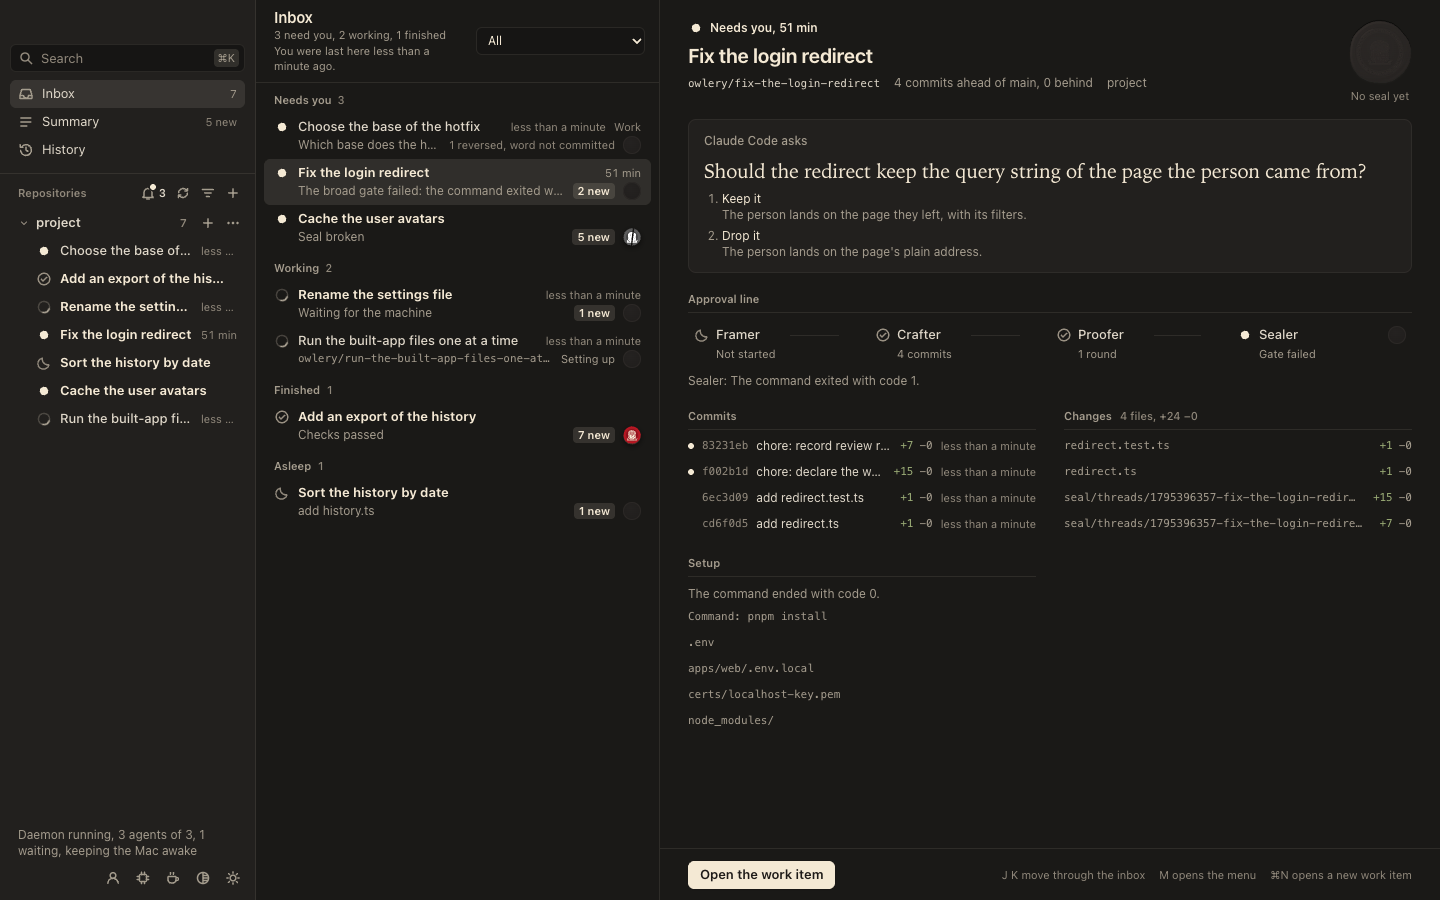 Search ⌘K
Inbox 7
Summary 5 new
History
Repositories 3
project 7
Choose the base of... less ...
Add an export of the his...
Rename the settin... less ...
Fix the login redirect 51 min
Sort the history by date
Cache the user avatars
Run the built-app fi... less ...
Daemon running, 3 agents of 3, 1
waiting, keeping the Mac awake
Inbox
3 need you, 2 working, 1 finished
You were last here less than a
minute ago.
All
Needs you 3
Choose the base of the hotfix less than a minute Work
Which base does the h... 1 reversed, word not committed
Fix the login redirect 51 min
The broad gate failed: the command exited w... 2 new
Cache the user avatars
Seal broken 5 new
Working 2
Rename the settings file less than a minute
Waiting for the machine 1 new
Run the built-app files one at a time less than a minute
owlery/run-the-built-app-files-one-at... Setting up
Finished 1
Add an export of the history
Checks passed 7 new
Asleep 1
Sort the history by date
add history.ts 1 new
Needs you, 51 min
Fix the login redirect
owlery/fix-the-login-redirect 4 commits ahead of main, 0 behind project
No seal yet
Claude Code asks
Should the redirect keep the query string of the page the person came from?
1. Keep it
The person lands on the page they left, with its filters.
2. Drop it
The person lands on the page's plain address.
Approval line
Framer Crafter Proofer Sealer
Not started 4 commits 1 round Gate failed
Sealer: The command exited with code 1.
Commits
83231eb chore: record review r... +7 −0 less than a minute
f002b1d chore: declare the w... +15 −0 less than a minute
6ec3d09 add redirect.test.ts +1 −0 less than a minute
cd6f0d5 add redirect.ts +1 −0 less than a minute
Changes 4 files, +24 −0
redirect.test.ts +1 −0
redirect.ts +1 −0
seal/threads/1795396357-fix-the-login-redir... +15 −0
seal/threads/1795396357-fix-the-login-redire... +7 −0
Setup
The command ended with code 0.
Command: pnpm install
.env
apps/web/.env.local
certs/localhost-key.pem
node_modules/
Open the work item
J K move through the inbox M opens the menu ⌘N opens a new work item